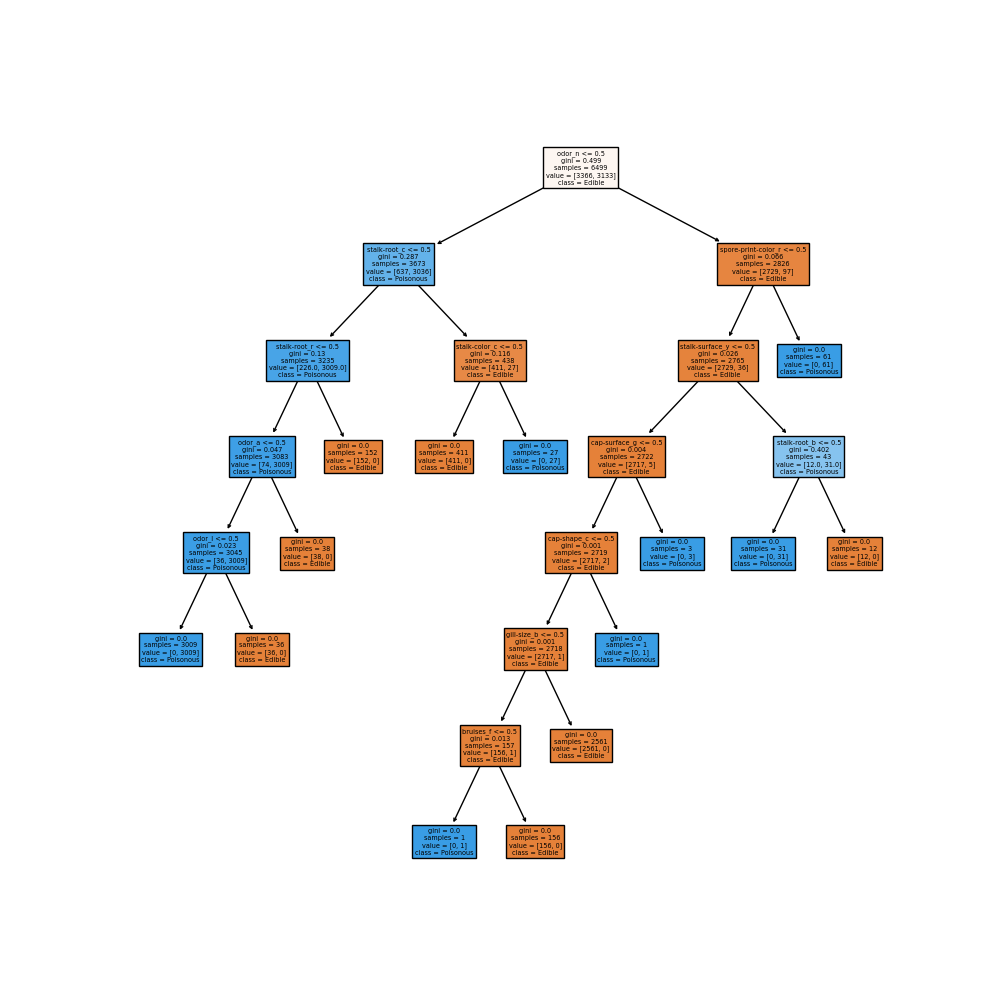 odor_n <= 0.5
gini = 0.499
samples = 6499
value = [3366, 3133]
class = Edible
stalk-root_c <= 0.5
gini = 0.287
samples = 3673
value = [637, 3036]
class = Poisonous
spore-print-color_r <= 0.5
gini = 0.066
samples = 2826
value = [2729, 97]
class = Edible
stalk-root_r <= 0.5
gini = 0.13
samples = 3235
value = [226.0, 3009.0]
class = Poisonous
stalk-color_c <= 0.5
gini = 0.116
samples = 438
value = [411, 27]
class = Edible
stalk-surface_y <= 0.5
gini = 0.026
samples = 2765
value = [2729, 36]
class = Edible
gini = 0.0
samples = 61
value = [0, 61]
class = Poisonous
odor_a <= 0.5
gini = 0.047
samples = 3083
value = [74, 3009]
class = Poisonous
gini = 0.0
samples = 152
value = [152, 0]
class = Edible
gini = 0.0
samples = 411
value = [411, 0]
class = Edible
gini = 0.0
samples = 27
value = [0, 27]
class = Poisonous
cap-surface_g <= 0.5
gini = 0.004
samples = 2722
value = [2717, 5]
class = Edible
stalk-root_b <= 0.5
gini = 0.402
samples = 43
value = [12.0, 31.0]
class = Poisonous
odor_l <= 0.5
gini = 0.023
samples = 3045
value = [36, 3009]
class = Poisonous
gini = 0.0
samples = 38
value = [38, 0]
class = Edible
cap-shape_c <= 0.5
gini = 0.001
samples = 2719
value = [2717, 2]
class = Edible
gini = 0.0
samples = 3
value = [0, 3]
class = Poisonous
gini = 0.0
samples = 31
value = [0, 31]
class = Poisonous
gini = 0.0
samples = 12
value = [12, 0]
class = Edible
gini = 0.0
samples = 3009
value = [0, 3009]
class = Poisonous
gini = 0.0
samples = 36
value = [36, 0]
class = Edible
gill-size_b <= 0.5
gini = 0.001
samples = 2718
value = [2717, 1]
class = Edible
gini = 0.0
samples = 1
value = [0, 1]
class = Poisonous
bruises_f <= 0.5
gini = 0.013
samples = 157
value = [156, 1]
class = Edible
gini = 0.0
samples = 2561
value = [2561, 0]
class = Edible
gini = 0.0
samples = 1
value = [0, 1]
class = Poisonous
gini = 0.0
samples = 156
value = [156, 0]
class = Edible